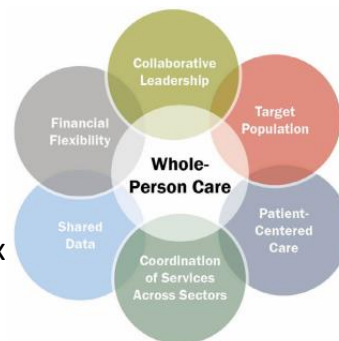 Collaborative
Leadership
Financial
Flexibility
Target
Population
Whole-
Person Care
Shared
Data
Patient-
Centered
Care
x
Coordination
of Services
Across Sectors